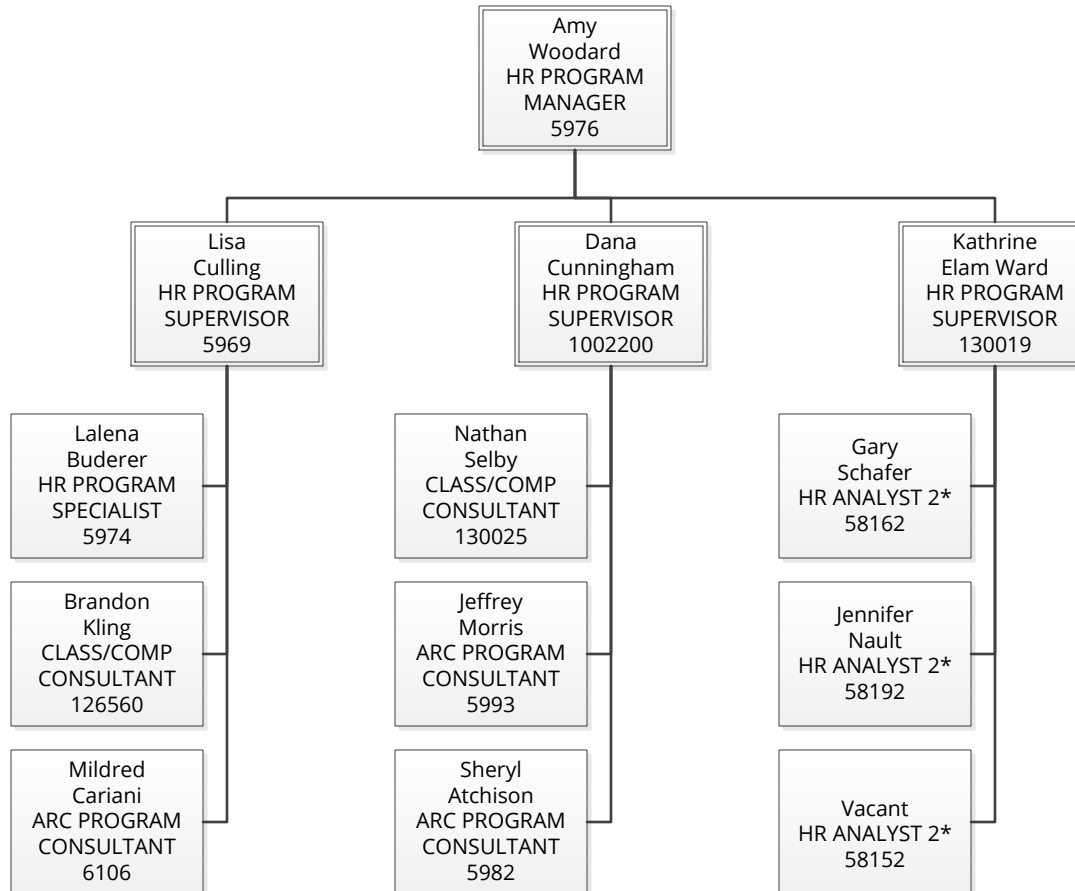 Amy
Woodard
HR PROGRAM
MANAGER
5976
Lisa
Culling
HR PROGRAM
SUPERVISOR
5969
Dana
Cunningham
HR PROGRAM
SUPERVISOR
1002200
Kathrine
Elam Ward
HR PROGRAM
SUPERVISOR
130019
Lalena
Buderer
HR PROGRAM
SPECIALIST
5974
Nathan
Selby
CLASS/COMP
CONSULTANT
130025
Gary
Schafer
HR ANALYST 2*
58162
Brandon
Kling
CLASS/COMP
CONSULTANT
126560
Jeffrey
Morris
ARC PROGRAM
CONSULTANT
5993
Jennifer
Nault
HR ANALYST 2*
58192
Mildred
Cariani
ARC PROGRAM
CONSULTANT
6106
Sheryl
Atchison
ARC PROGRAM
CONSULTANT
5982
Vacant
HR ANALYST 2*
58152